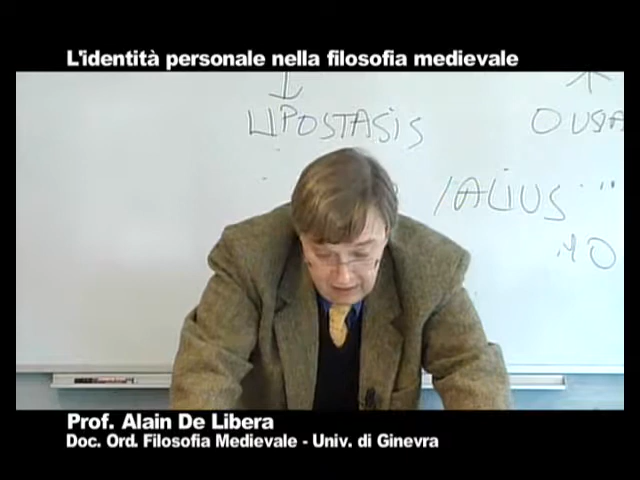 L'identità personale nella filosofia medievale
UPOSTASIS
OUSIA
/ALIUS
Prof. Alain De Libera
Doc. Ord. Filosofia Medievale - Univ. di Ginevra